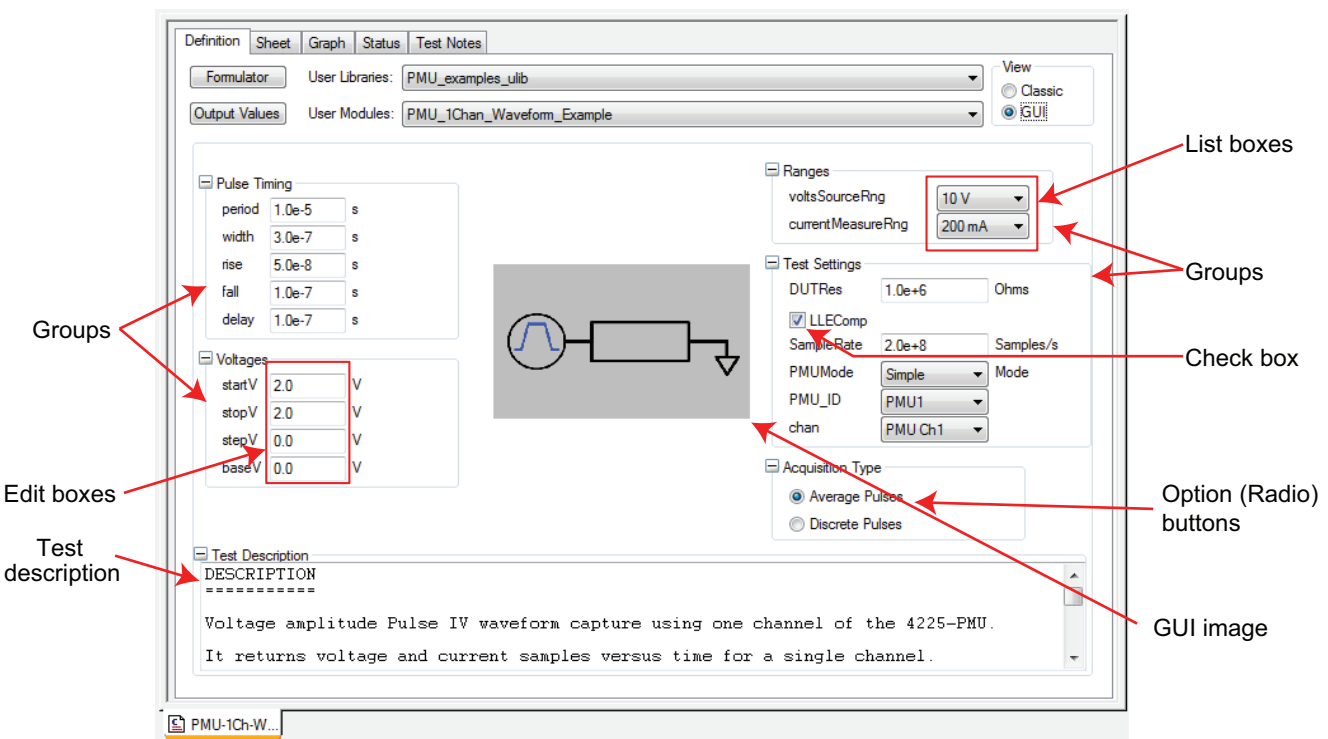 Definition Sheet Graph Status Test Notes
Formulator User Libraries: PMU_examples_ulib
Output Values User Modules: PMU_1Chan_Waveform_Example
View
Classic
GUI
Pulse Timing
period 1.0e-5 s
width 3.0e-7 s
rise 5.0e-8 s
fall 1.0e-7 s
delay 1.0e-7 s
Voltages
startV 2.0 V
stopV 2.0 V
stepV 0.0 V
baseV 0.0 V
Ranges
voltsSourceRng 10 V
currentMeasureRng 200 mA
Test Settings
DUTRes 1.0e+6 Ohms
LLEComp
SampleRate 2.0e+8 Samples/s
PMUMode Simple Mode
PMU_ID PMU1
chan PMU Ch1
Acquisition Type
Average Pulses
Discrete Pulses
Test Description
DESCRIPTION
===========
Voltage amplitude Pulse IV waveform capture using one channel of the 4225-PMU.
It returns voltage and current samples versus time for a single channel.
PMU-1Ch-W...
Groups
Edit boxes
Test
description
List boxes
Groups
Check box
Option (Radio)
buttons
GUI image